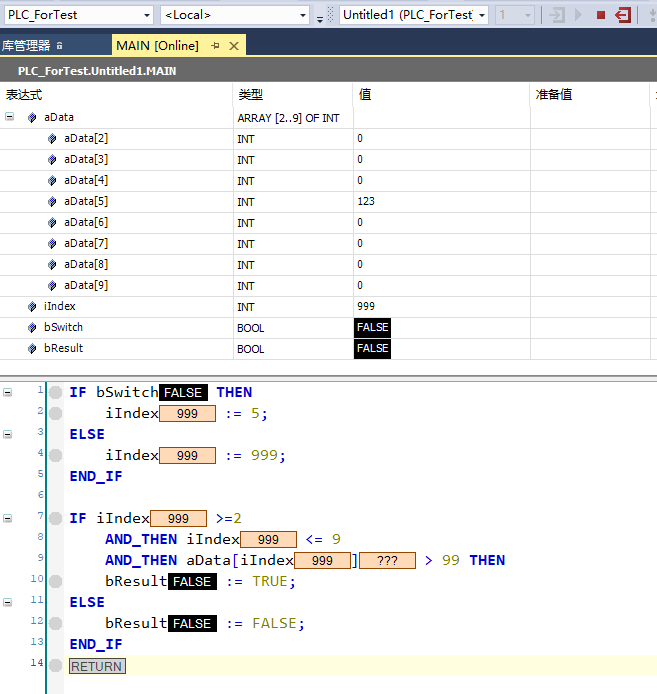 PLC_ForTest <Local> Untitled1 (PLC_ForTest) 1
库管理器 MAIN [Online]
PLC_ForTest.Untitled1.MAIN
表达式 类型 值 准备值
aData ARRAY [2..9] OF INT
aData[2] INT 0
aData[3] INT 0
aData[4] INT 0
aData[5] INT 123
aData[6] INT 0
aData[7] INT 0
aData[8] INT 0
aData[9] INT 0
iIndex INT 999
bSwitch BOOL FALSE
bResult BOOL FALSE
1 IF bSwitch FALSE THEN
2 iIndex 999 := 5;
3 ELSE
4 iIndex 999 := 999;
5 END_IF
6
7 IF iIndex 999 >=2
8 AND_THEN iIndex 999 <= 9
9 AND_THEN aData[iIndex 999 ] ??? > 99 THEN
10 bResult FALSE := TRUE;
11 ELSE
12 bResult FALSE := FALSE;
13 END_IF
14 RETURN